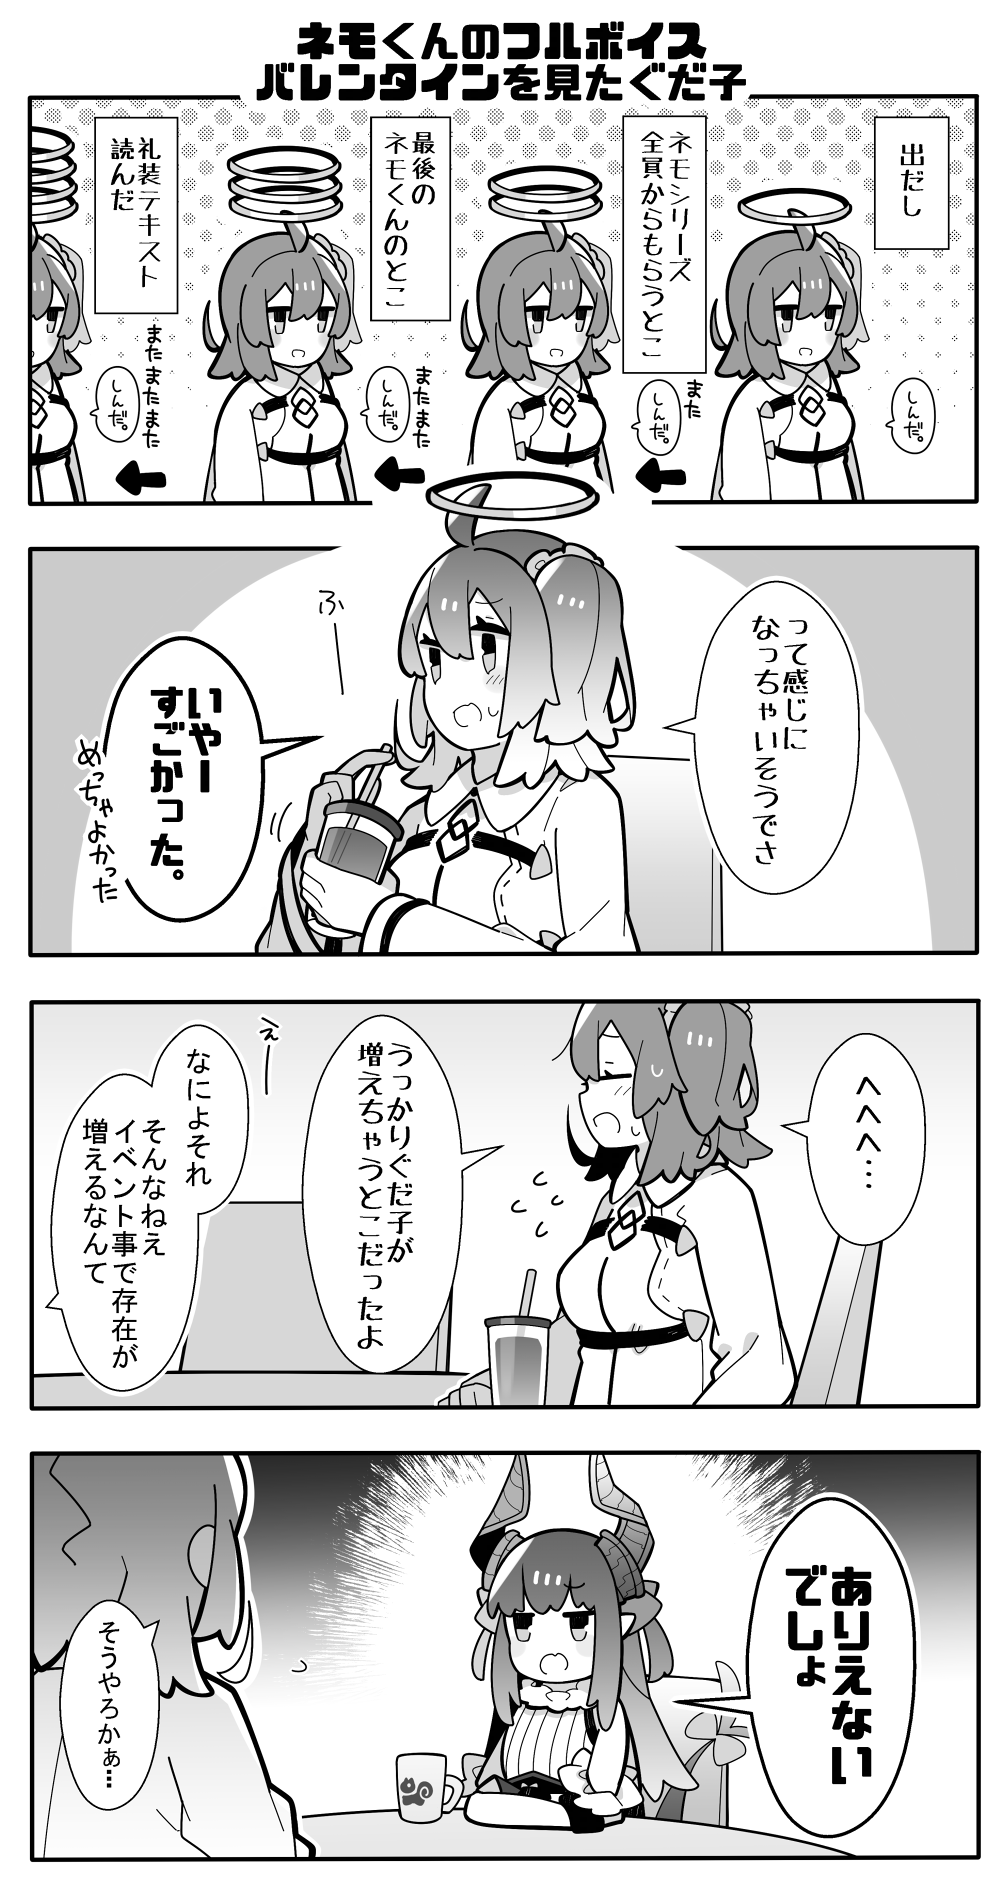 ネモくんのフルボイス
バレンタインを見たぐだ子
出だし
しんだ。
ネモシリーズ
全員からもらうとこ
また
しんだ。
最後の
ネモくんのとこ
またまた
しんだ。
礼装テキスト
読んだ
またまたまた
しんだ。
って感じに
なっちゃいそうでさ
ふー
いやー
すごかった。
めっちゃよかった
へへへ…
うっかりぐだ子が
増えちゃうとこだったよ
えー
なによそれ
そんなねえ
イベント事で存在が
増えるなんて
ありえない
でしょ
そうやろかぁ…